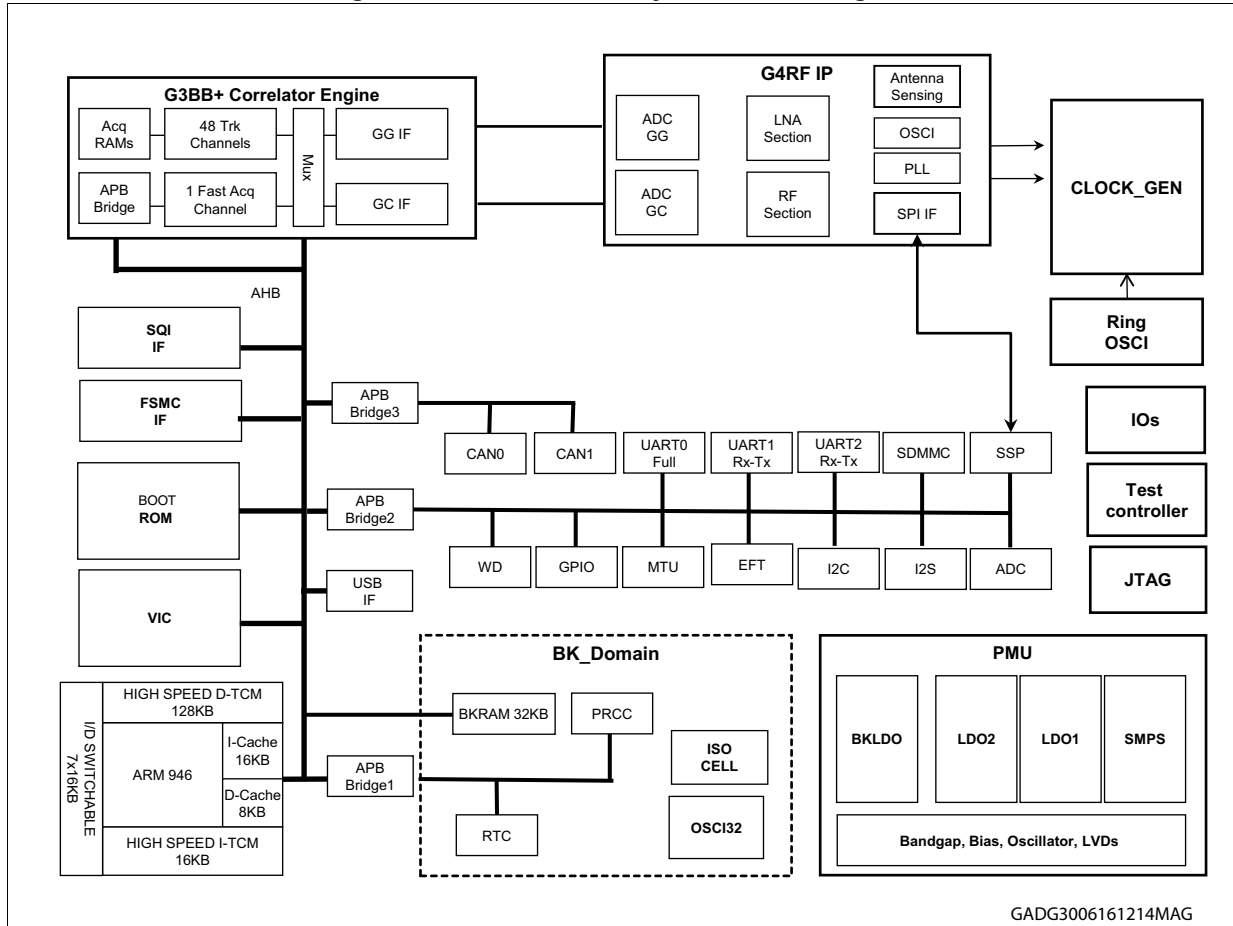 G4RF IP
Antenna
Sensing
G3BB+ Correlator Engine
Acq
RAMs
48 Trk
Channels
Mux
GG IF
ADC
GG
LNA
Section
OSCI
PLL
CLOCK_GEN
APB
Bridge
1 Fast Acq
Channel
GC IF
ADC
GC
RF
Section
SPI IF
AHB
SQI
IF
Ring
OSCI
FSMC
IF
APB
Bridge3
IOs
CAN0
CAN1
UART0
Full
UART1
Rx-Tx
UART2
Rx-Tx
SDMMC
SSP
BOOT
ROM
APB
Bridge2
Test
controller
WD
GPIO
MTU
EFT
I2C
I2S
ADC
JTAG
VIC
USB
IF
BK_Domain
PMU
I/D SWITCHABLE
7x16KB
HIGH SPEED D-TCM
128KB
ARM 946
I-Cache
16KB
D-Cache
8KB
HIGH SPEED I-TCM
16KB
BKRAM 32KB
PRCC
ISO
CELL
APB
Bridge1
RTC
OSCI32
BKLDO
LDO2
LDO1
SMPS
Bandgap, Bias, Oscillator, LVDs
GADG3006161214MAG